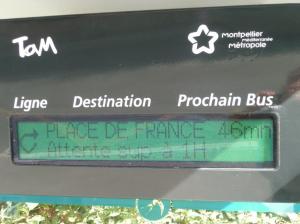 TaM
montpellier
méditerranée
métropole
Ligne Destination Prochain Bus
PLACE DE FRANCE 46mn
Attente sup. à 1H